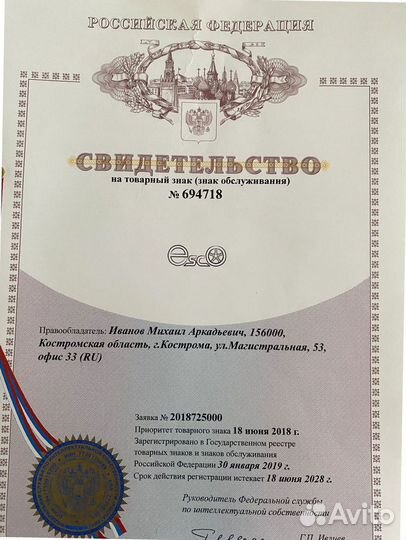 РОССИЙСКАЯ ФЕДЕРАЦИЯ
СВИДЕТЕЛЬСТВО
на товарный знак (знак обслуживания)
№ 694718
esco
Правообладатель: Иванов Михаил Аркадьевич, 156000,
Костромская область, г.Кострома, ул.Магистральная, 53,
офис 33 (RU)
Заявка № 2018725000
Приоритет товарного знака 18 июня 2018 г.
Зарегистрировано в Государственном реестре
товарных знаков и знаков обслуживания
Российской Федерации 30 января 2019 г.
Срок действия регистрации истекает 18 июня 2028 г.
Руководитель Федеральной службы
по интеллектуальной собственности
Г.П. Ивлиев
Avito